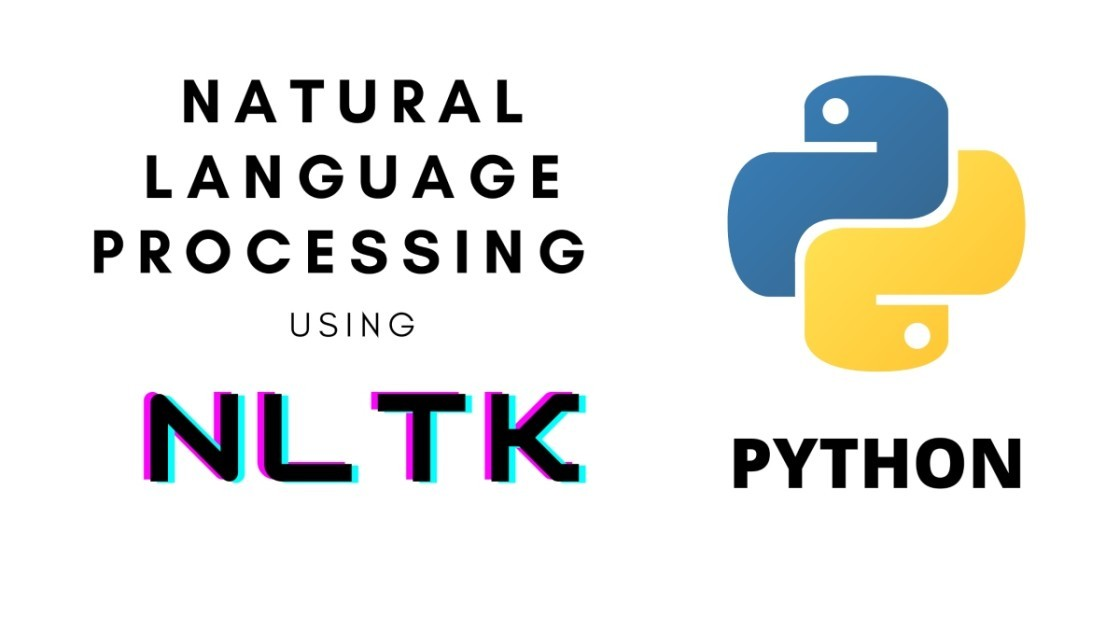 NATURAL
LANGUAGE
PROCESSING
USING
NLTK
PYTHON